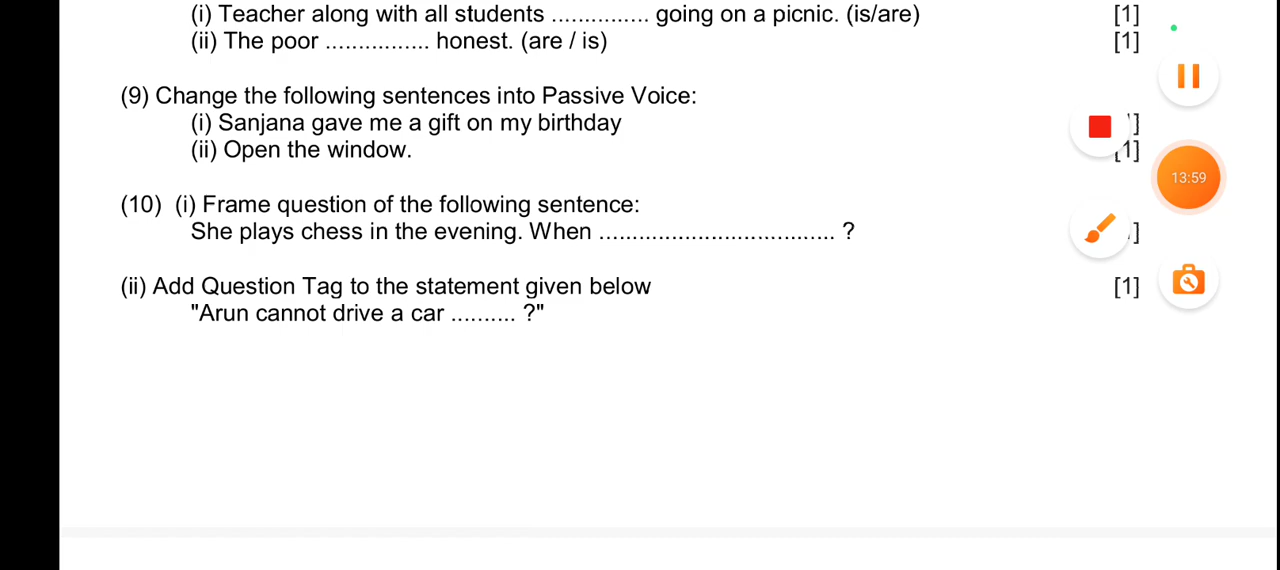 (i) Teacher along with all students ............... going on a picnic. (is/are) [1]
(ii) The poor ................ honest. (are / is) [1]
(9) Change the following sentences into Passive Voice:
(i) Sanjana gave me a gift on my birthday ]
(ii) Open the window. [1]
13:59
(10) (i) Frame question of the following sentence:
She plays chess in the evening. When ................................... ? ]
(ii) Add Question Tag to the statement given below [1]
"Arun cannot drive a car .......... ?"